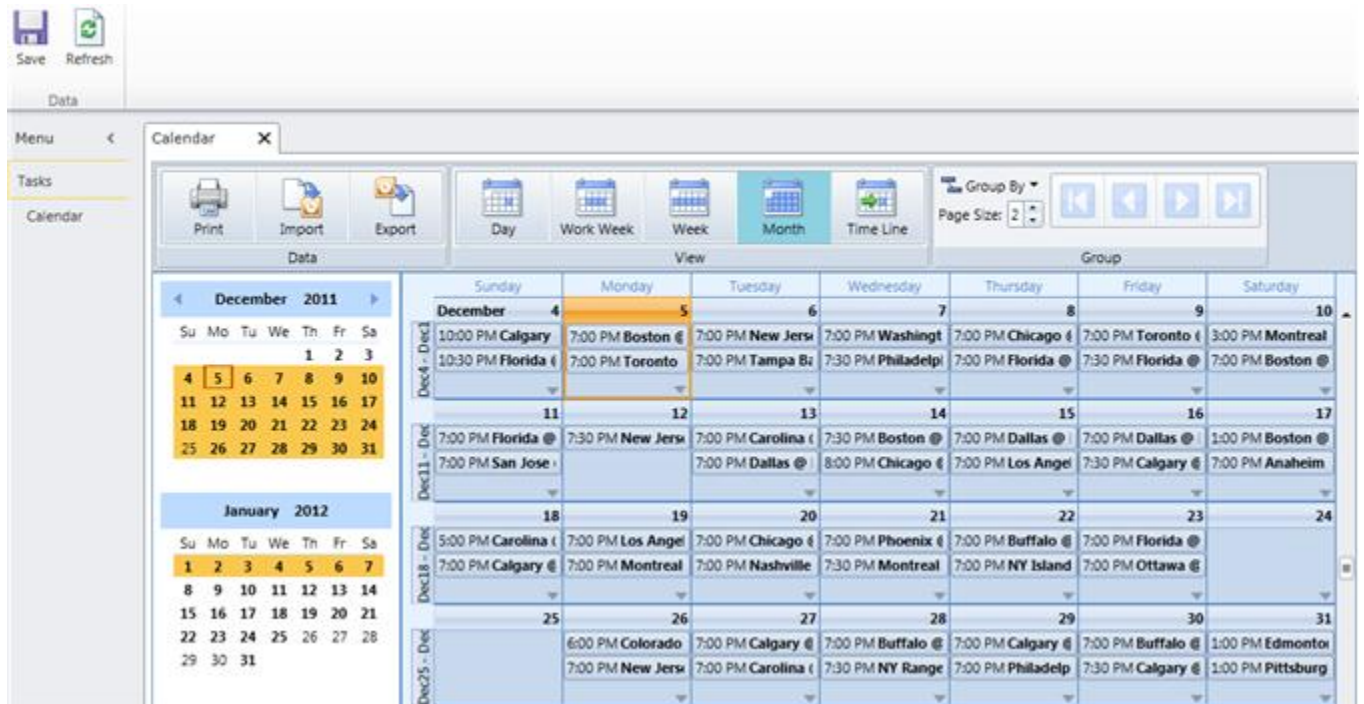 Save Refresh
Data
Menu <
Calendar X
Tasks
Calendar
Print Import Export
Data
Day Work Week Week Month Time Line
View
Group By
Page Size: 2
Group
December 2011
Su Mo Tu We Th Fr Sa
1 2 3
4 5 6 7 8 9 10
11 12 13 14 15 16 17
18 19 20 21 22 23 24
25 26 27 28 29 30 31
January 2012
Su Mo Tu We Th Fr Sa
1 2 3 4 5 6 7
8 9 10 11 12 13 14
15 16 17 18 19 20 21
22 23 24 25 26 27 28
29 30 31
Sunday Monday Tuesday Wednesday Thursday Friday Saturday
December 4 5 6 7 8 9 10
Dec4 - Dec1
10:00 PM Calgary 7:00 PM Boston @ 7:00 PM New Jerse 7:00 PM Washingt 7:00 PM Chicago 7:00 PM Toronto 3:00 PM Montreal
10:30 PM Florida 7:00 PM Toronto 7:00 PM Tampa Ba 7:30 PM Philadelp 7:00 PM Florida @ 7:30 PM Florida @ 7:00 PM Boston @
11 12 13 14 15 16 17
Dec11 - Dec
7:00 PM Florida @ 7:30 PM New Jerse 7:00 PM Carolina 7:30 PM Boston @ 7:00 PM Dallas @ 7:00 PM Dallas @ 1:00 PM Boston @
7:00 PM San Jose 7:00 PM Dallas @ 8:00 PM Chicago 7:00 PM Los Angel 7:30 PM Calgary 7:00 PM Anaheim
18 19 20 21 22 23 24
Dec18 - Dec
5:00 PM Carolina 7:00 PM Los Angel 7:00 PM Chicago 7:00 PM Phoenix 7:00 PM Buffalo 7:00 PM Florida @
7:00 PM Calgary 7:00 PM Montreal 7:00 PM Nashville 7:30 PM Montreal 7:00 PM NY Island 7:00 PM Ottawa
25 26 27 28 29 30 31
Dec25 - Dec
6:00 PM Colorado 7:00 PM Calgary 7:00 PM Buffalo @ 7:00 PM Calgary 7:00 PM Buffalo 1:00 PM Edmonto
7:00 PM New Jerse 7:00 PM Carolina 7:30 PM NY Range 7:00 PM Philadelp 7:30 PM Calgary 1:00 PM Pittsburg